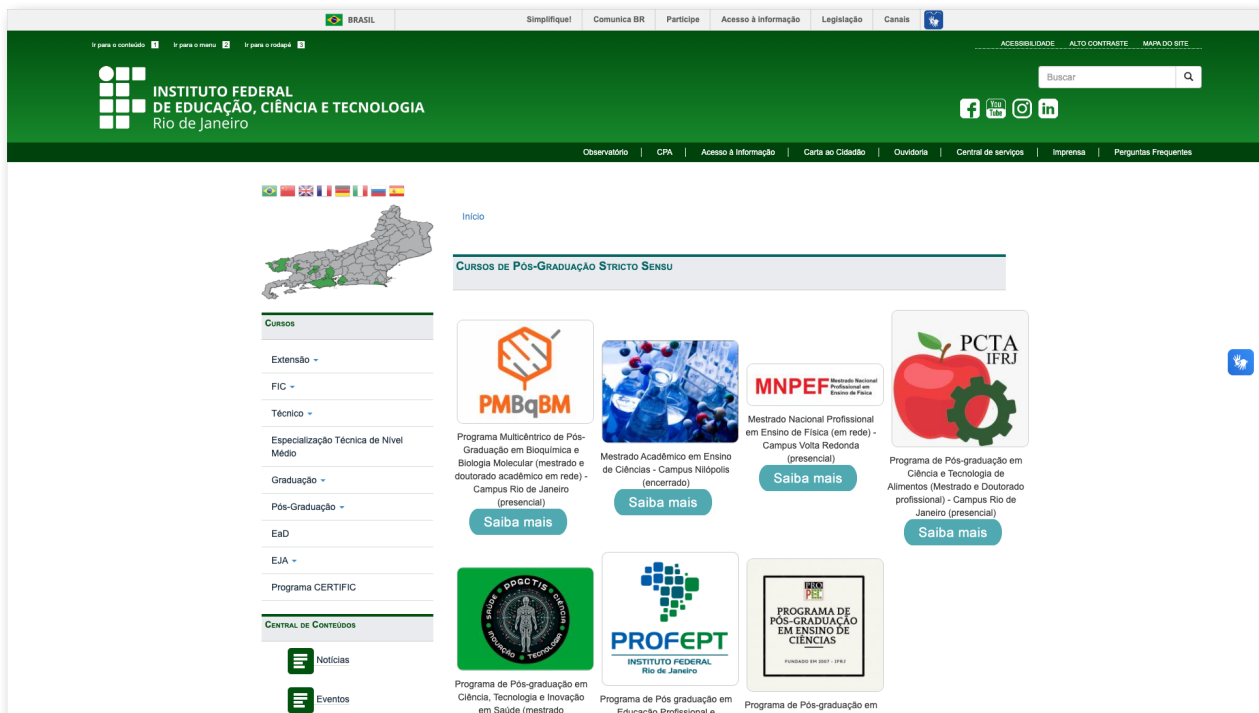 BRASIL
Simplifique!
Comunica BR
Participe
Acesso à informação
Legislação
Canais
Ir para o conteúdo 1
Ir para o menu 2
Ir para o rodapé 3
ACESSIBILIDADE
ALTO CONTRASTE
MAPA DO SITE
INSTITUTO FEDERAL
DE EDUCAÇÃO, CIÊNCIA E TECNOLOGIA
Rio de Janeiro
Buscar
You
Tube
in
Observatório
CPA
Acesso à Informação
Carta ao Cidadão
Ouvidoria
Central de serviços
Imprensa
Perguntas Frequentes
Cursos
Extensão
FIC
Técnico
Especialização Técnica de Nível
Médio
Graduação
Pós-Graduação
EaD
EJA
Programa CERTIFIC
Central de Conteúdos
Notícias
Eventos
Início
Cursos de Pós-Graduação Stricto Sensu
PMBqBM
Programa Multicêntrico de Pós-
Graduação em Bioquímica e
Biologia Molecular (mestrado e
doutorado acadêmico em rede) -
Campus Rio de Janeiro
(presencial)
Saiba mais
Mestrado Acadêmico em Ensino
de Ciências - Campus Nilópolis
(encerrado)
Saiba mais
MNPEF
Mestrado Nacional
Profissional em
Ensino de Física
Mestrado Nacional Profissional
em Ensino de Física (em rede) -
Campus Volta Redonda
(presencial)
Saiba mais
PCTA
IFRJ
Programa de Pós-graduação em
Ciência e Tecnologia de
Alimentos (Mestrado e Doutorado
profissional) - Campus Rio de
Janeiro (presencial)
Saiba mais
PPGCTIS
SAÚDE
CIÊNCIA
INOVAÇÃO
TECNOLOGIA
Programa de Pós-graduação em
Ciência, Tecnologia e Inovação
em Saúde (mestrado
PROFEPT
INSTITUTO FEDERAL
Rio de Janeiro
Programa de Pós graduação em
Educação Profissional e
PRO
PEC
PROGRAMA DE
PÓS-GRADUAÇÃO
EM ENSINO DE
CIÊNCIAS
FUNDADO EM 2007 - IFRJ
Programa de Pós-graduação em